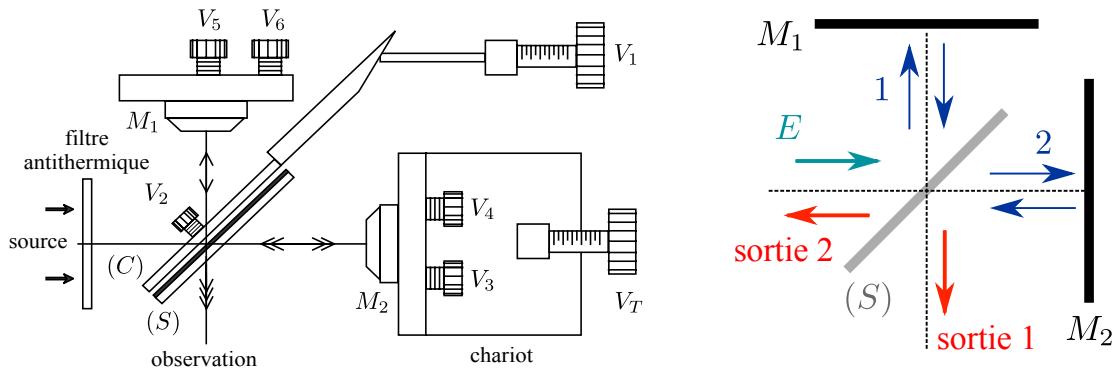 V₅ V₆
V₁
M₁
filtre
antithermique
V₂
source
V₄
V₃
(C)
(S)
M₂
V_T
observation
chariot
M₁
1
E
2
sortie 2
(S)
sortie 1
M₂